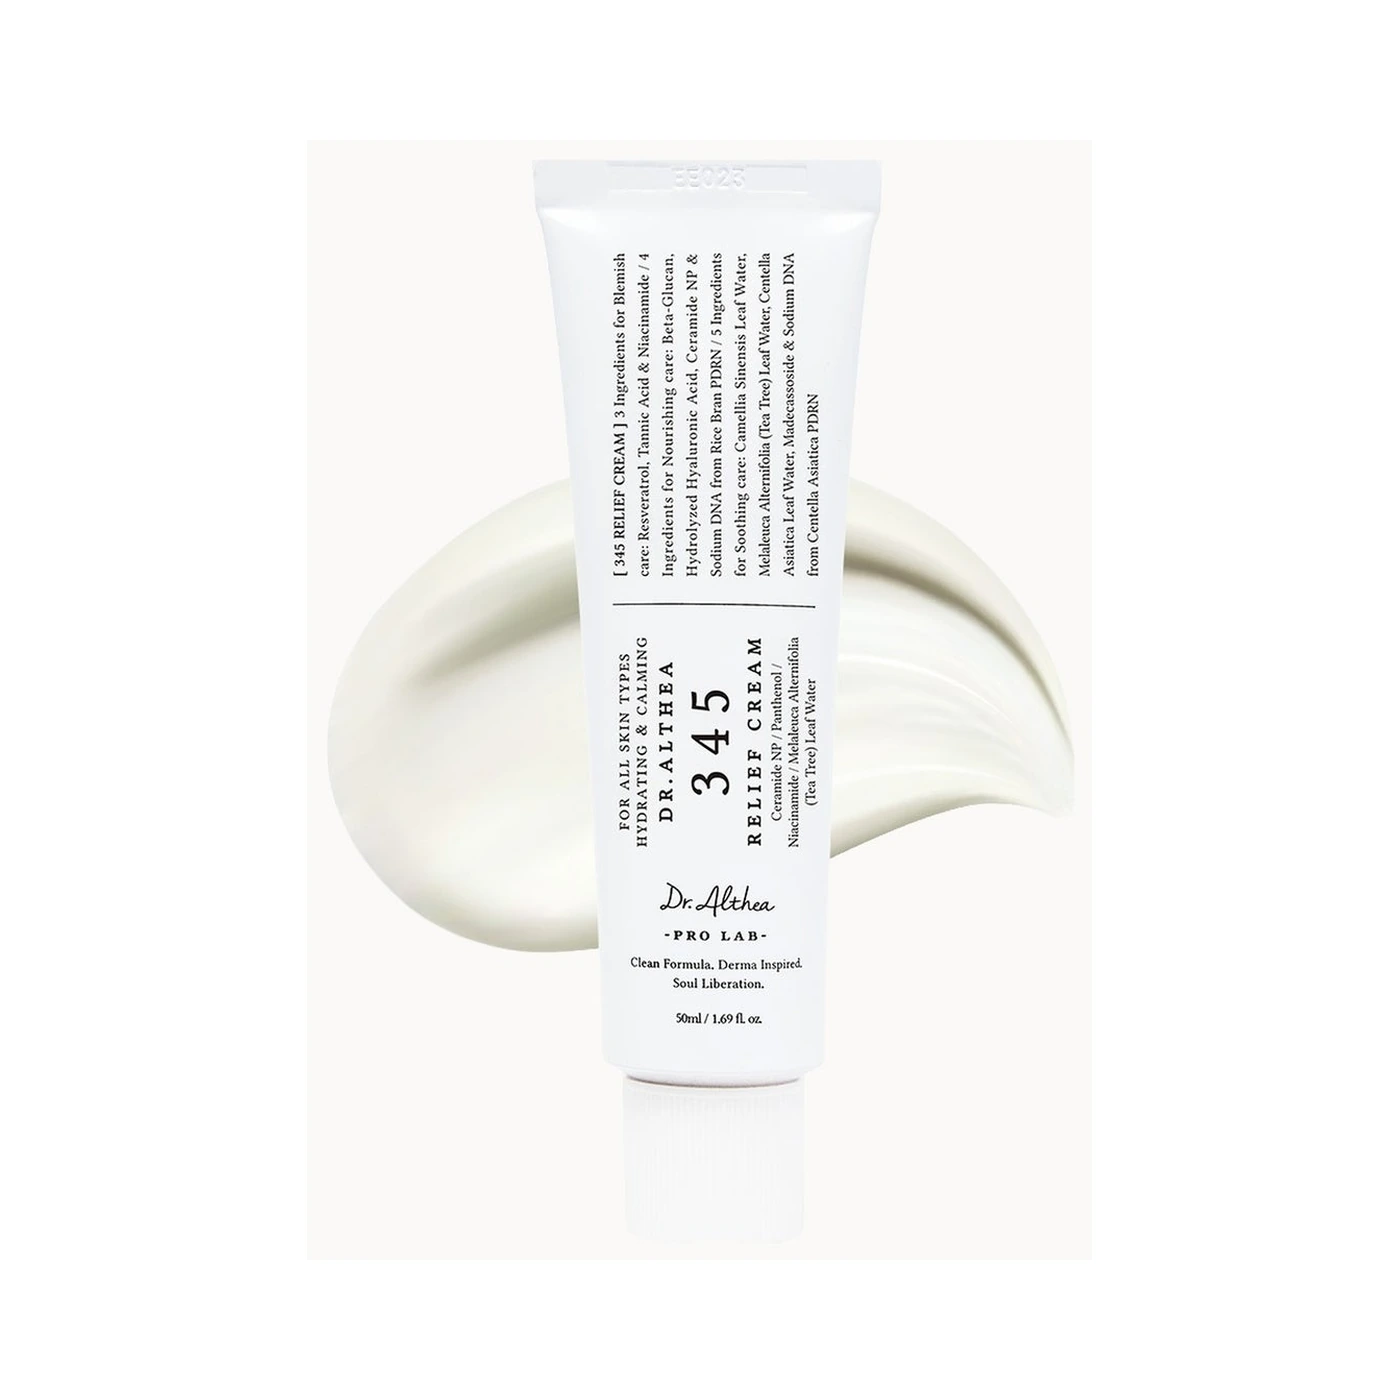 EE023
[ 345 RELIEF CREAM ] 3 Ingredients for Blemish
care: Resveratrol, Tannic Acid & Niacinamide / 4
Ingredients for Nourishing care: Beta-Glucan,
Hydrolyzed Hyaluronic Acid, Ceramide NP &
Sodium DNA from Rice Bran PDRN / 5 Ingredients
for Soothing care: Camellia Sinensis Leaf Water,
Melaleuca Alternifolia (Tea Tree) Leaf Water, Centella
Asiatica Leaf Water, Madecassoside & Sodium DNA
from Centella Asiatica PDRN
FOR ALL SKIN TYPES
HYDRATING & CALMING
DR.ALTHEA
345
RELIEF CREAM
Ceramide NP / Panthenol /
Niacinamide / Melaleuca Alternifolia
(Tea Tree) Leaf Water
Dr.Althea
-PRO LAB-
Clean Formula. Derma Inspired.
Soul Liberation.
50ml / 1.69 fl. oz.